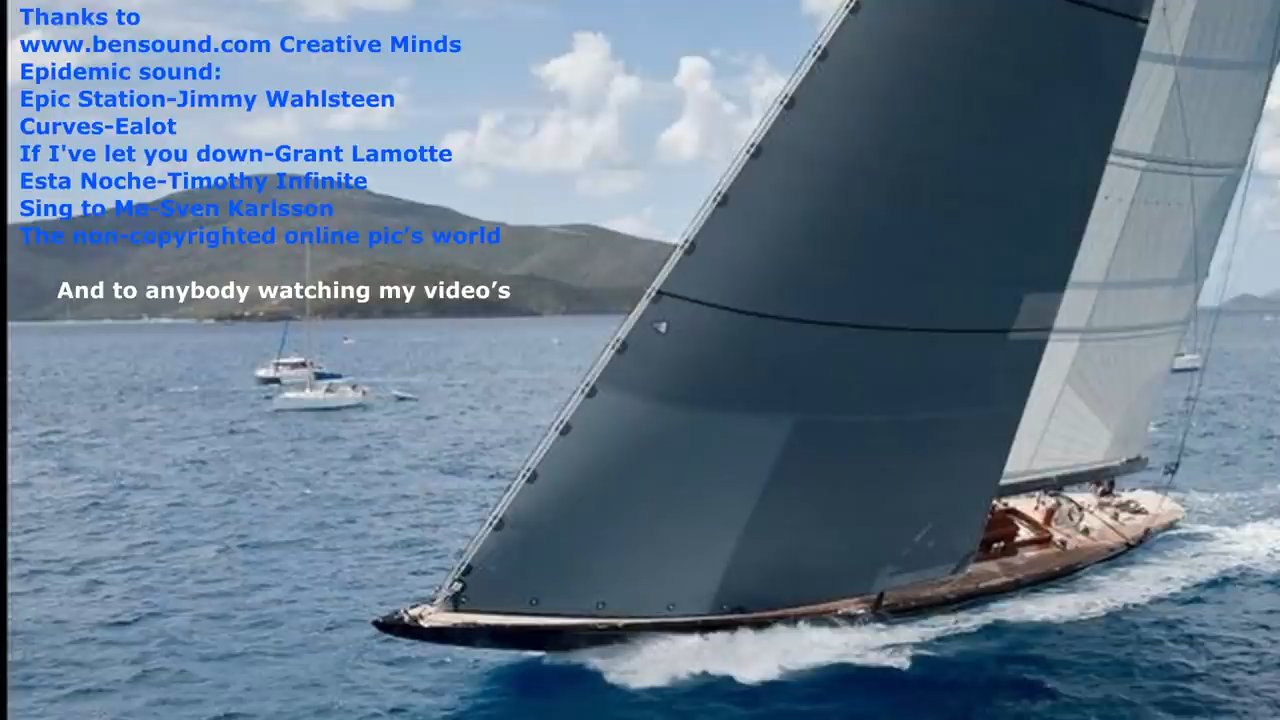 Thanks to
www.bensound.com Creative Minds
Epidemic sound:
Epic Station-Jimmy Wahlsteen
Curves-Ealot
If I've let you down-Grant Lamotte
Esta Noche-Timothy Infinite
Sing to Me-Sven Karlsson
The non-copyrighted online pic’s world
And to anybody watching my video’s